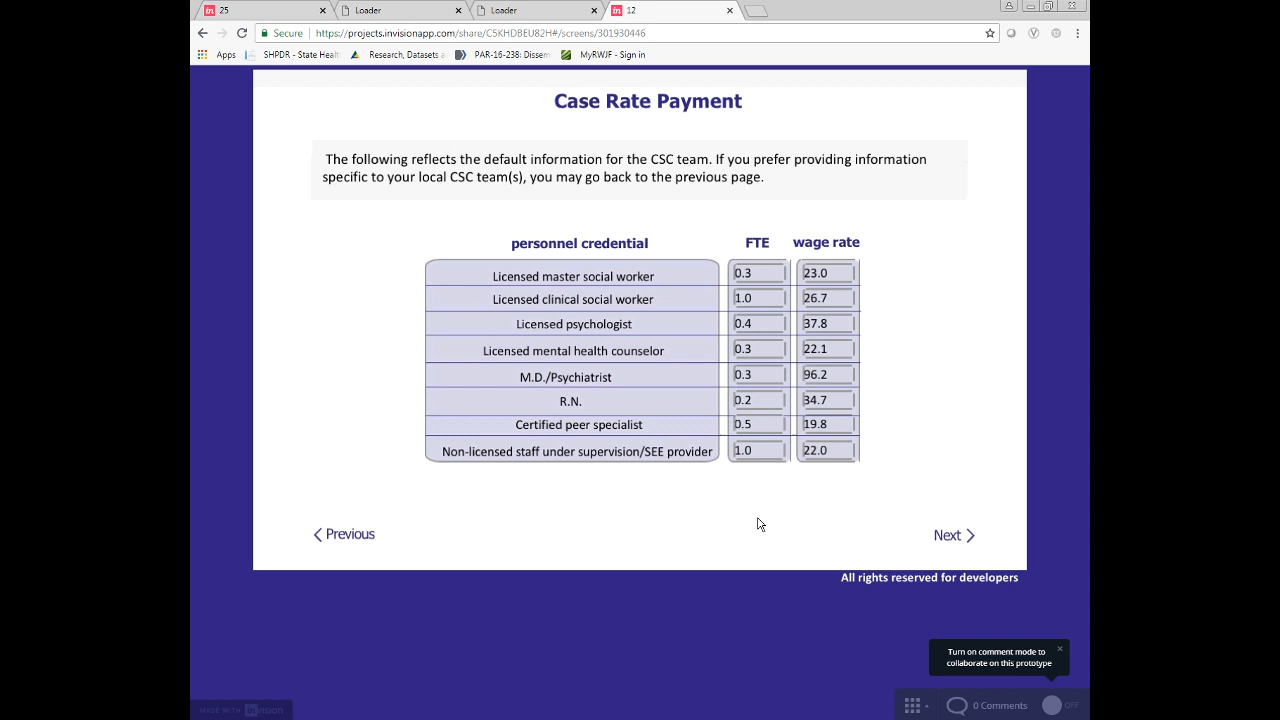 25
Loader
Loader
12
Secure
https://projects.invisionapp.com/share/C5KHDBEU82H#/screens/301930446
Apps
SHPDR - State Healt
Research, Datasets a
PAR-16-238: Dissem
MyRWJF - Sign in
Case Rate Payment
The following reflects the default information for the CSC team. If you prefer providing information
specific to your local CSC team(s), you may go back to the previous page.
personnel credential FTE wage rate
Licensed master social worker 0.3 23.0
Licensed clinical social worker 1.0 26.7
Licensed psychologist 0.4 37.8
Licensed mental health counselor 0.3 22.1
M.D./Psychiatrist 0.3 96.2
R.N. 0.2 34.7
Certified peer specialist 0.5 19.8
Non-licensed staff under supervision/SEE provider 1.0 22.0
Previous
Next
All rights reserved for developers
Turn on comment mode to
collaborate on this prototype
MADE WITH invision
0 Comments
OFF